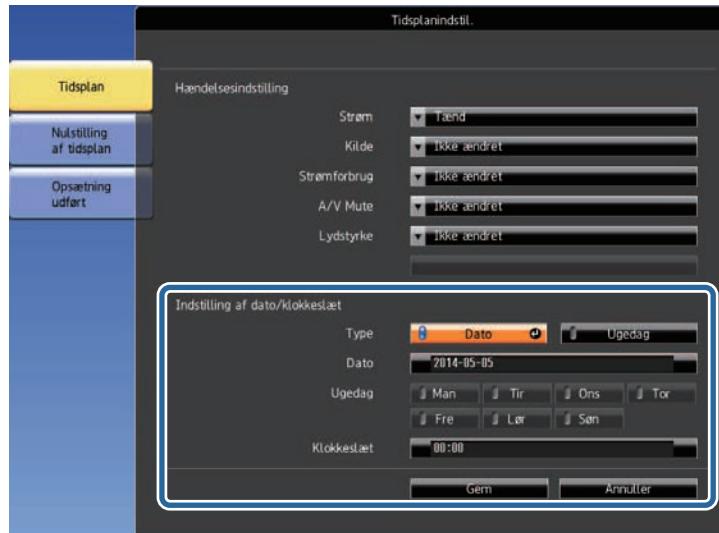 Tidsplanindstil.
Tidsplan
Nulstilling
af tidsplan
Opsætning
udført
Hændelsesindstilling
Strøm Tænd
Kilde Ikke ændret
Strømforbrug Ikke ændret
A/V Mute Ikke ændret
Lydstyrke Ikke ændret
Indstilling af dato/klokkeslæt
Type Dato Ugedag
Dato 2014-05-05
Ugedag Man Tir Ons Tor
Fre Lør Søn
Klokkeslæt 00:00
Gem Annuller